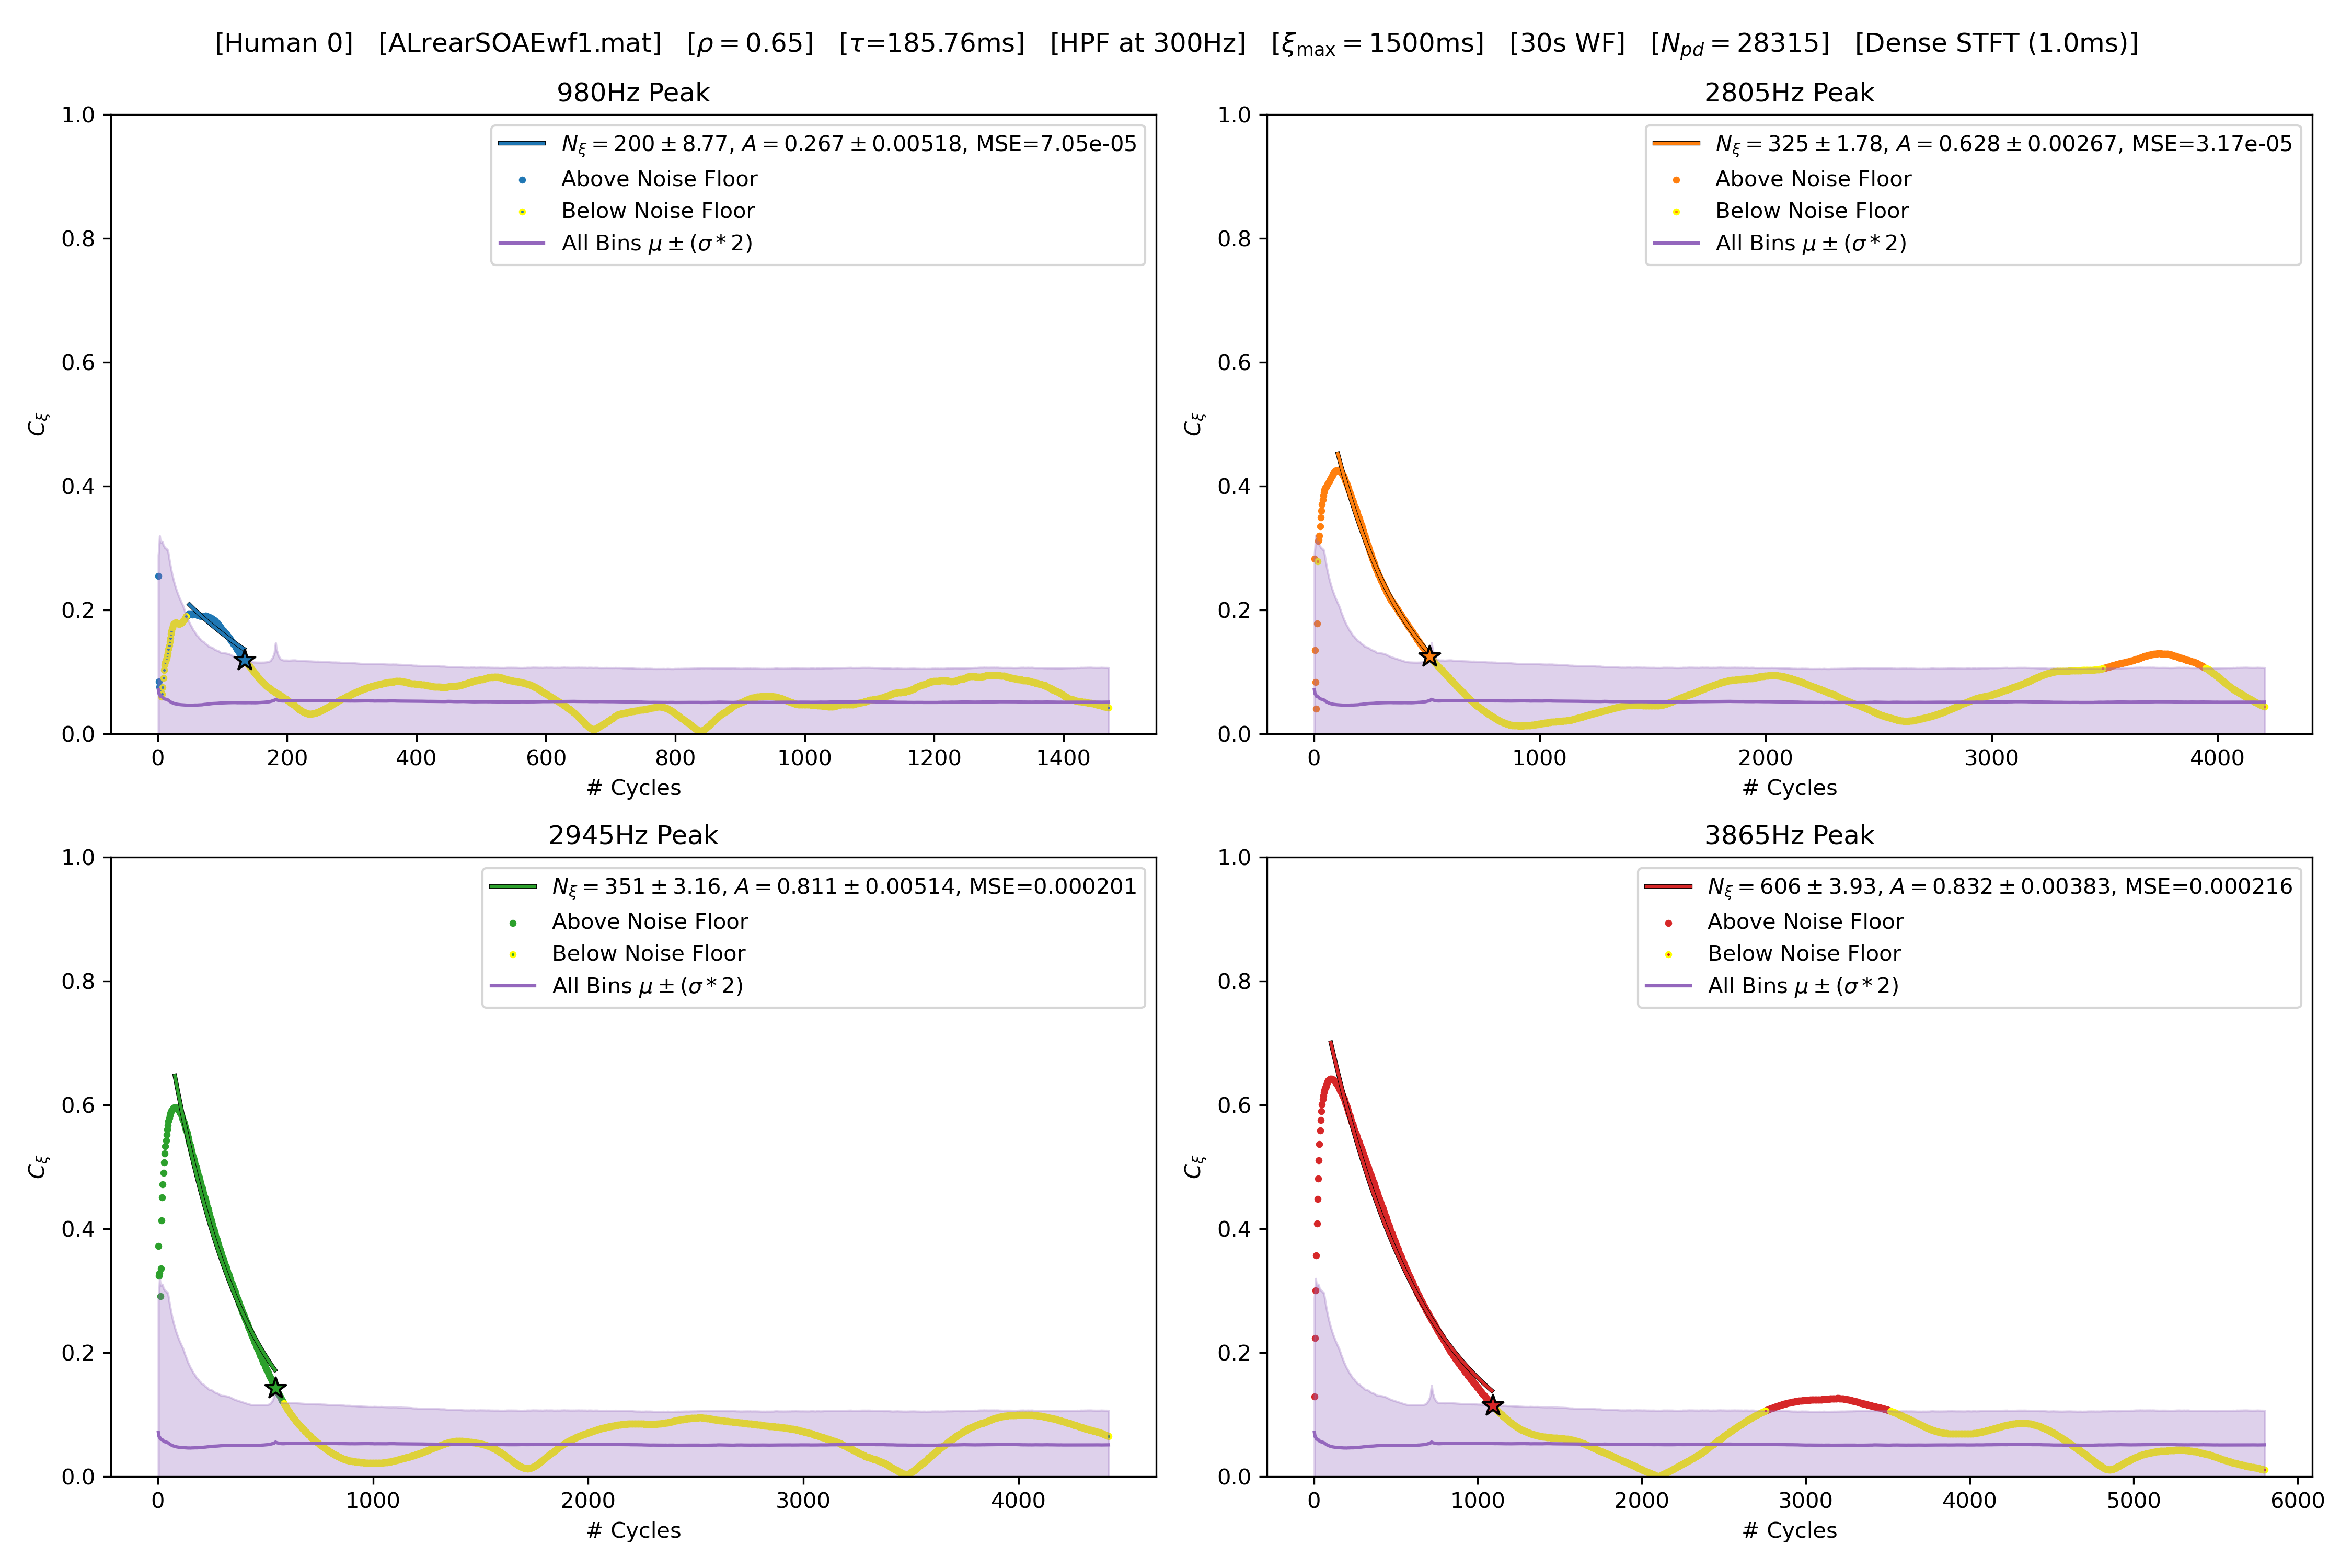 [Human 0] [ALrearSOAEwf1.mat] [ρ = 0.65] [τ=185.76ms] [HPF at 300Hz] [ξmax = 1500ms] [30s WF] [Npd = 28315] [Dense STFT (1.0ms)]
980Hz Peak
Nξ = 200 ± 8.77, A = 0.267 ± 0.00518, MSE=7.05e-05
Above Noise Floor
Below Noise Floor
All Bins μ ± (σ * 2)
1.0
0.8
0.6
0.4
0.2
0.0
Cξ
0 200 400 600 800 1000 1200 1400
# Cycles
2805Hz Peak
Nξ = 325 ± 1.78, A = 0.628 ± 0.00267, MSE=3.17e-05
Above Noise Floor
Below Noise Floor
All Bins μ ± (σ * 2)
1.0
0.8
0.6
0.4
0.2
0.0
Cξ
0 1000 2000 3000 4000
# Cycles
2945Hz Peak
Nξ = 351 ± 3.16, A = 0.811 ± 0.00514, MSE=0.000201
Above Noise Floor
Below Noise Floor
All Bins μ ± (σ * 2)
1.0
0.8
0.6
0.4
0.2
0.0
Cξ
0 1000 2000 3000 4000
# Cycles
3865Hz Peak
Nξ = 606 ± 3.93, A = 0.832 ± 0.00383, MSE=0.000216
Above Noise Floor
Below Noise Floor
All Bins μ ± (σ * 2)
1.0
0.8
0.6
0.4
0.2
0.0
Cξ
0 1000 2000 3000 4000 5000 6000
# Cycles